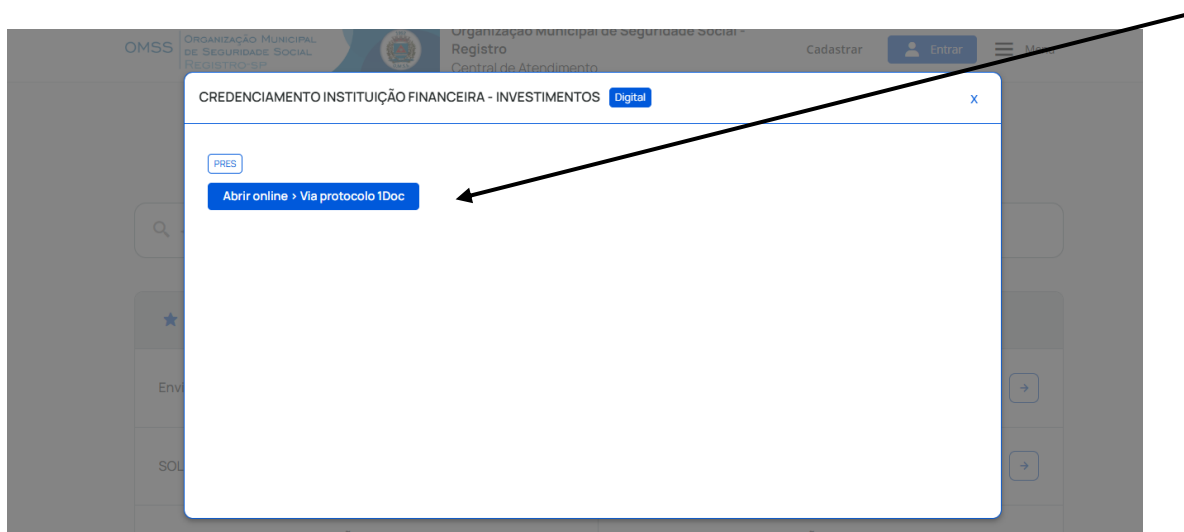 OMSS
ORGANIZAÇÃO MUNICIPAL
DE SEGURIDADE SOCIAL
REGISTRO-SP
Organização Municipal de Seguridade Social -
Registro
Central de Atendimento
Cadastrar
Entrar
Menu
CREDENCIAMENTO INSTITUIÇÃO FINANCEIRA - INVESTIMENTOS Digital
X
PRES
Abrir online > Via protocolo 1Doc
Envi
SOL